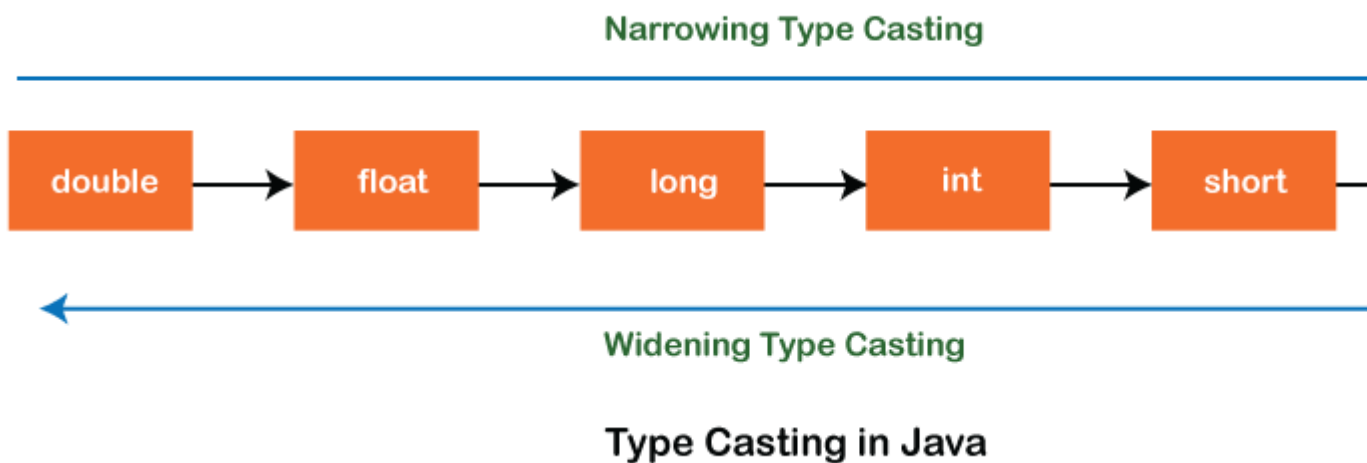 Narrowing Type Casting
double float long int short
Widening Type Casting
Type Casting in Java